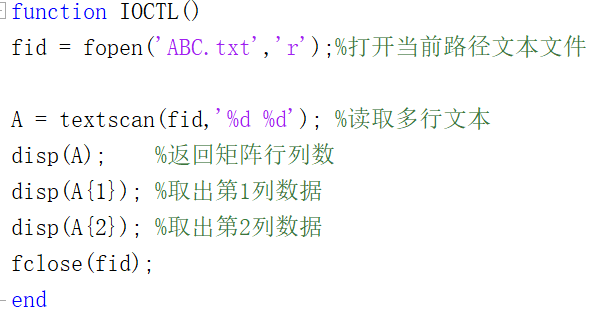 function IOCTL()
fid = fopen('ABC.txt','r');%打开当前路径文本文件
A = textscan(fid,'%d %d'); %读取多行文本
disp(A);    %返回矩阵行列数
disp(A{1}); %取出第1列数据
disp(A{2}); %取出第2列数据
fclose(fid);
end